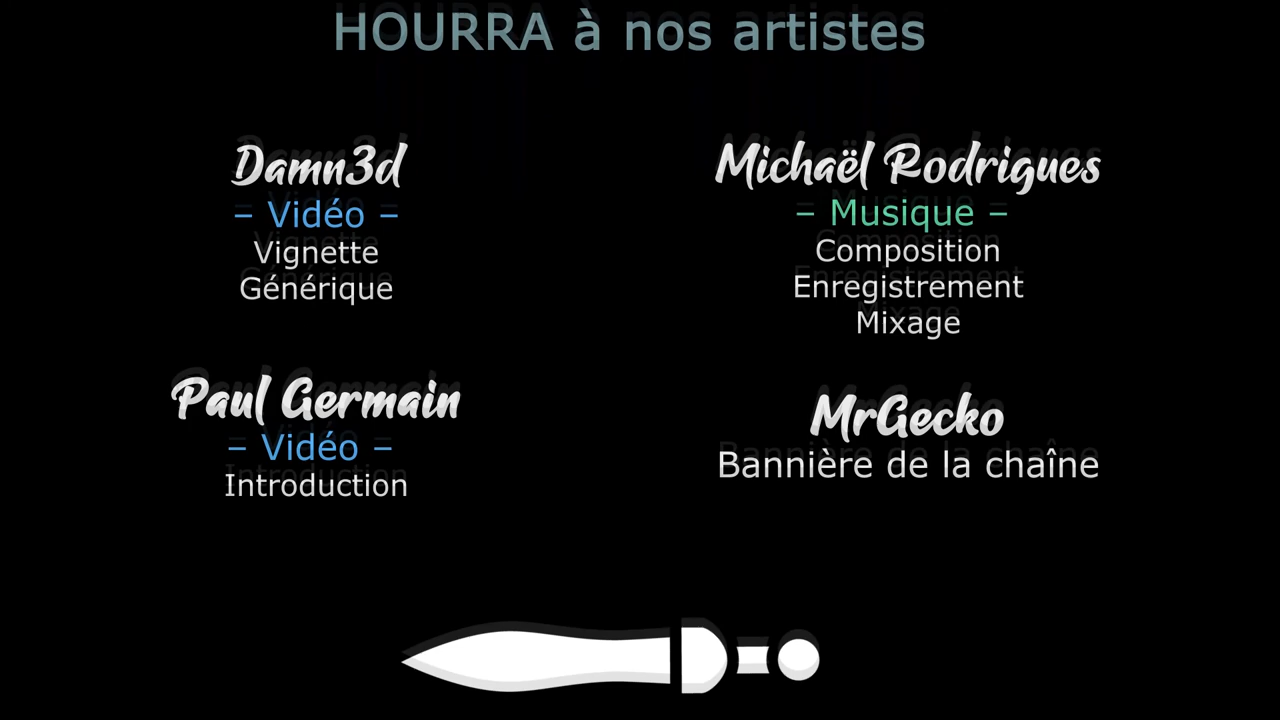 HOURRA à nos artistes
Damn3d
– Vidéo –
Vignette
Générique
Michaël Rodrigues
– Musique –
Composition
Enregistrement
Mixage
Paul Germain
– Vidéo –
Introduction
MrGecko
Bannière de la chaîne